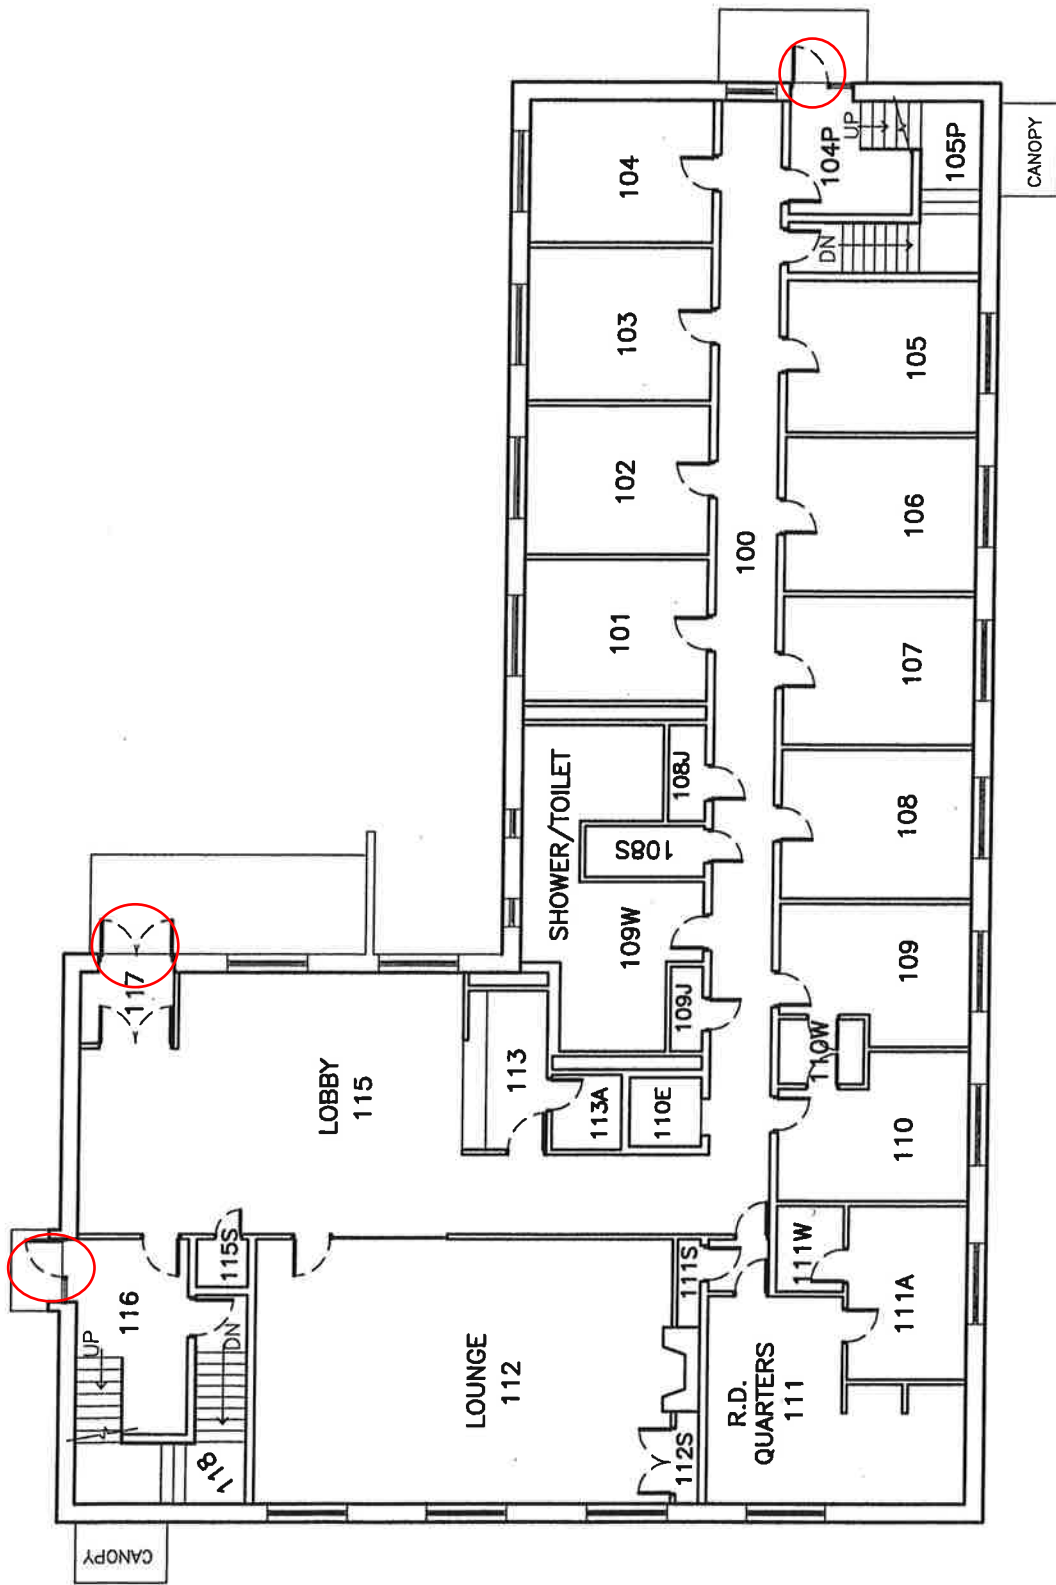 104
103
102
101
100
UP
104P
105P
CANOPY
DN
105
106
107
108
109
110W
110
SHOWER/TOILET
109W
108J
108S
109J
117
LOBBY
115
113
113A
110E
115S
116
UP
DN
118
CANOPY
LOUNGE
112
112S
111S
111W
111A
R.D.
QUARTERS
111